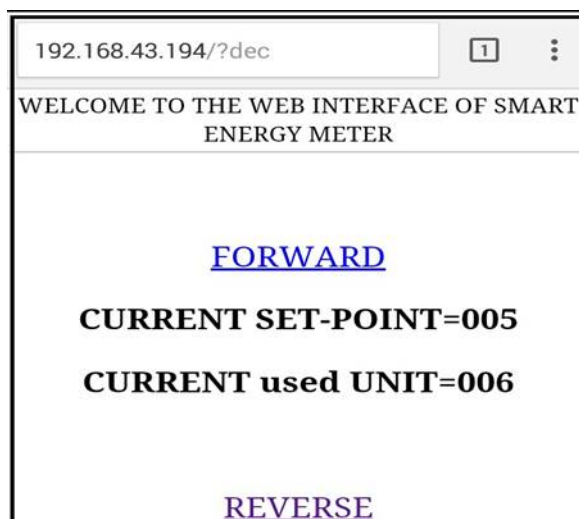 192.168.43.194/?dec
1
WELCOME TO THE WEB INTERFACE OF SMART
ENERGY METER
FORWARD
CURRENT SET-POINT=005
CURRENT used UNIT=006
REVERSE